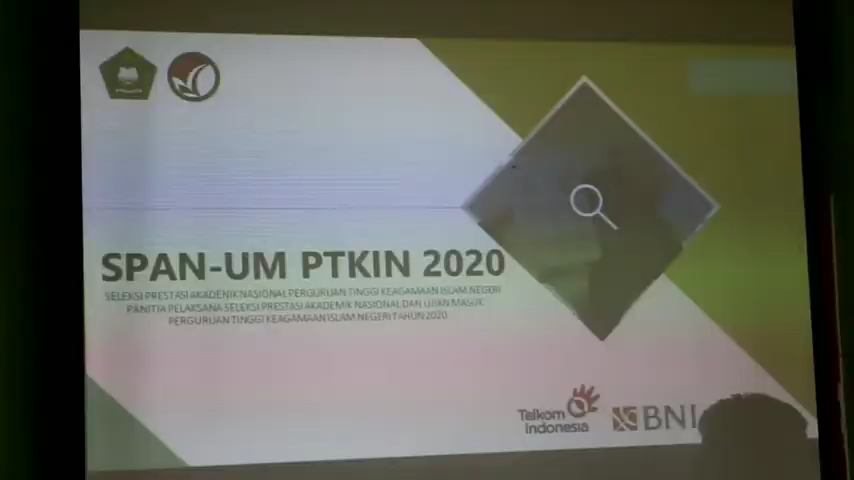 SPAN-UM PTKIN 2020
SELEKSI PRESTASI AKADENIK NASIONAL PERGURUAN TINGGI KEAGAMAAN ISLAM NEGERI
PANITIA PELAKSANA SELEKSI PRESTASI AKADEMIK NASIONAL DAN UJIAN MASUK
PERGURUAN TINGGI KEAGAMAAN ISLAM NEGERI TAHUN 2020
Telkom
Indonesia
BNI